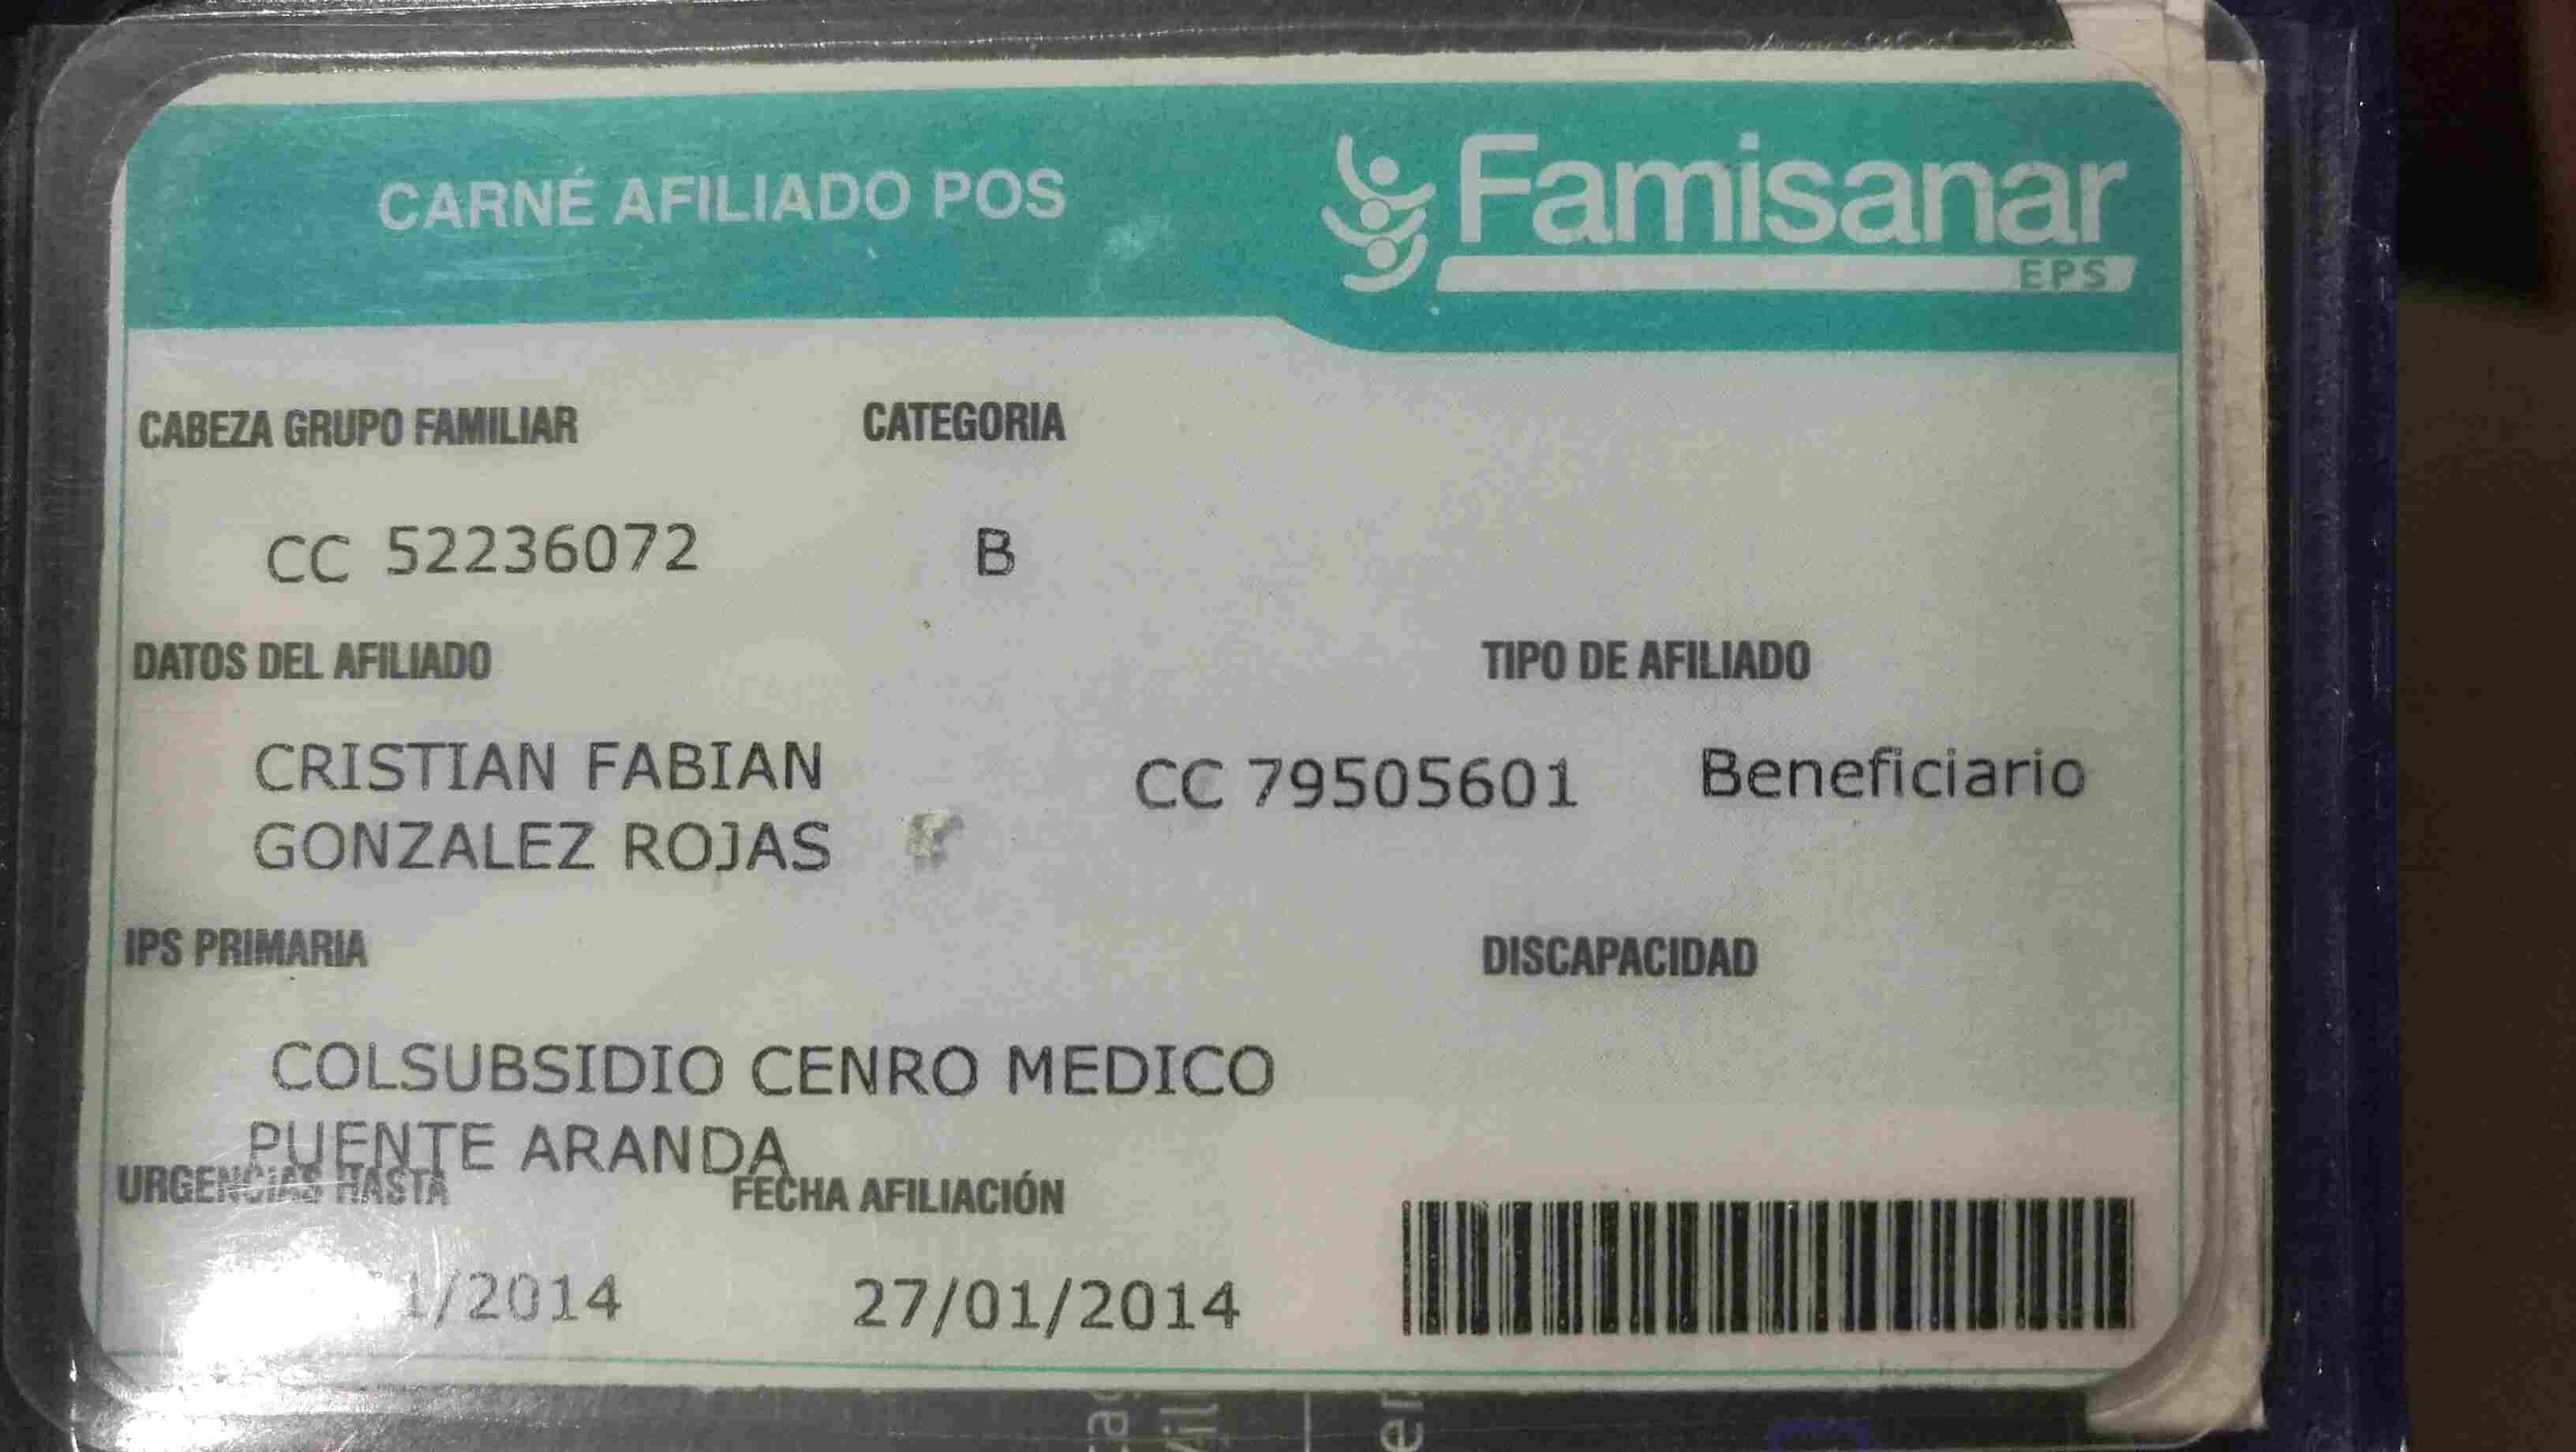 CARNÉ AFILIADO POS
Famisanar
EPS
CABEZA GRUPO FAMILIAR CATEGORIA
CC 52236072 B
DATOS DEL AFILIADO TIPO DE AFILIADO
CRISTIAN FABIAN CC 79505601 Beneficiario
GONZALEZ ROJAS
IPS PRIMARIA DISCAPACIDAD
COLSUBSIDIO CENRO MEDICO
PUENTE ARANDA
URGENCIAS HASTA FECHA AFILIACIÓN
1/2014 27/01/2014